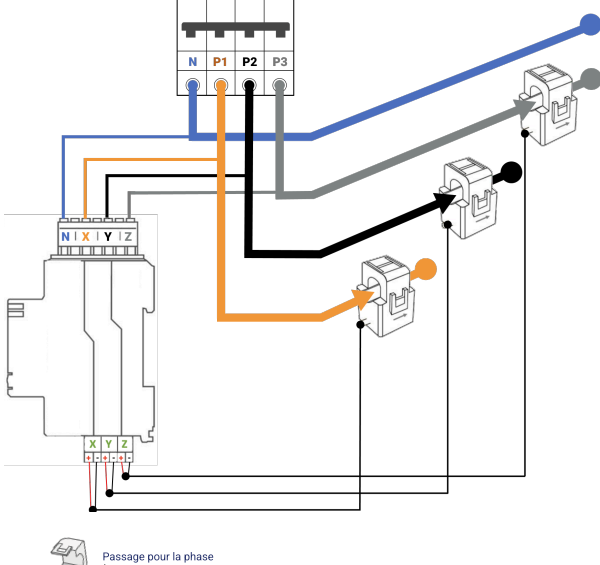 N P1 P2 P3
N X Y Z
X Y Z
+ - + - + -
Passage pour la phase